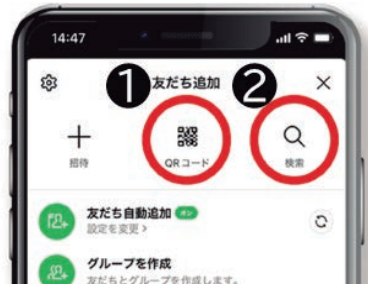 14:47
1 友だち追加 2
招待 QRコード 検索
友だち自動追加 オン
設定を変更 >
グループを作成
友だちとグループを作成します。